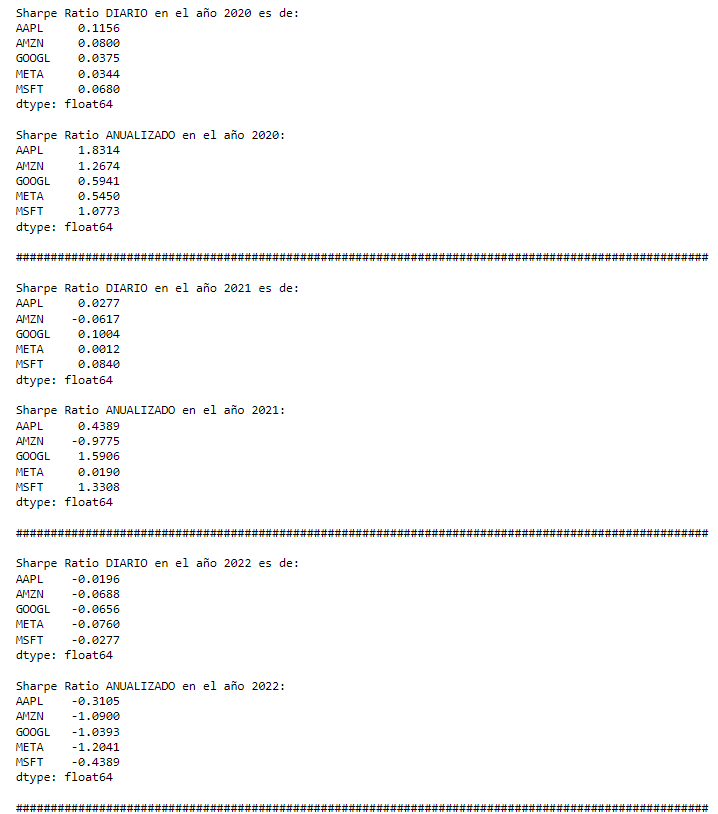 Sharpe Ratio DIARIO en el año 2020 es de:
AAPL     0.1156
AMZN     0.0800
GOOGL    0.0375
META     0.0344
MSFT     0.0680
dtype: float64

Sharpe Ratio ANUALIZADO en el año 2020:
AAPL     1.8314
AMZN     1.2674
GOOGL    0.5941
META     0.5450
MSFT     1.0773
dtype: float64

####################################################################################################

Sharpe Ratio DIARIO en el año 2021 es de:
AAPL     0.0277
AMZN    -0.0617
GOOGL    0.1004
META     0.0012
MSFT     0.0840
dtype: float64

Sharpe Ratio ANUALIZADO en el año 2021:
AAPL     0.4389
AMZN    -0.9775
GOOGL    1.5906
META     0.0190
MSFT     1.3308
dtype: float64

####################################################################################################

Sharpe Ratio DIARIO en el año 2022 es de:
AAPL    -0.0196
AMZN    -0.0688
GOOGL   -0.0656
META    -0.0760
MSFT    -0.0277
dtype: float64

Sharpe Ratio ANUALIZADO en el año 2022:
AAPL    -0.3105
AMZN    -1.0900
GOOGL   -1.0393
META    -1.2041
MSFT    -0.4389
dtype: float64

####################################################################################################